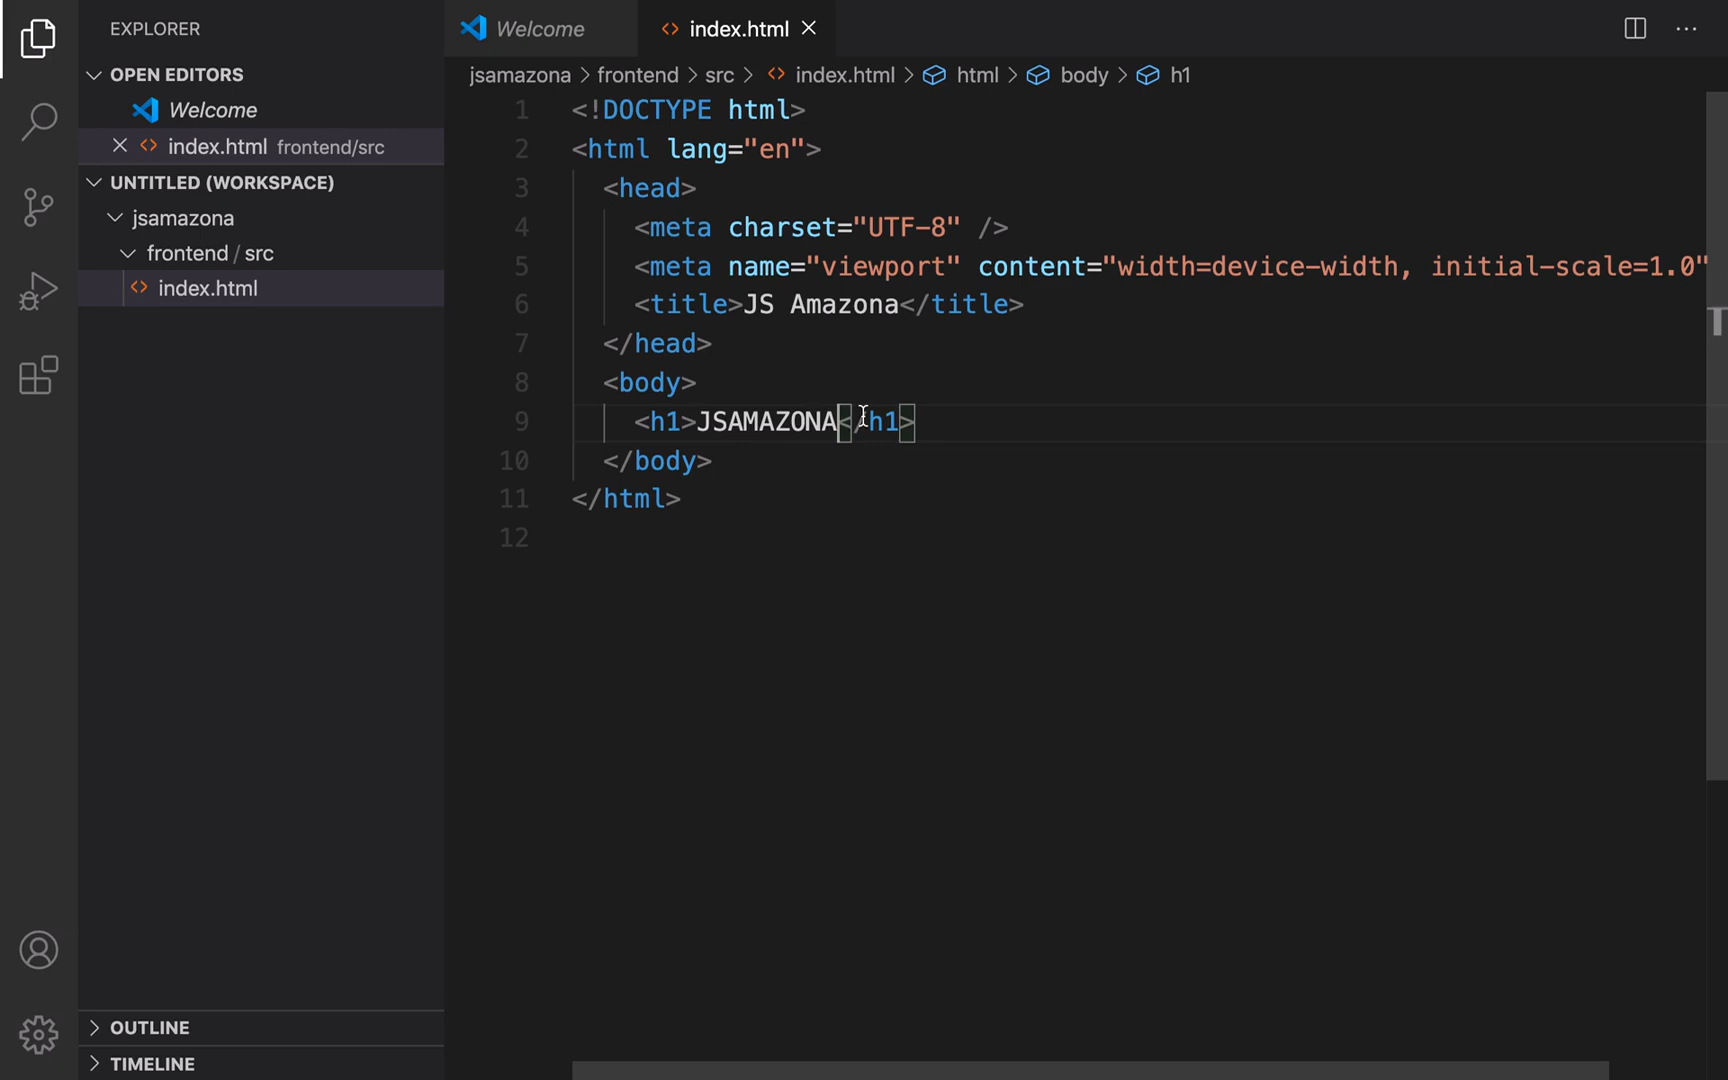 EXPLORER
OPEN EDITORS
Welcome
index.html frontend/src
UNTITLED (WORKSPACE)
jsamazona
frontend / src
index.html
OUTLINE
TIMELINE
Welcome
index.html
jsamazona > frontend > src > index.html > html > body > h1
1 <!DOCTYPE html>
2 <html lang="en">
3 <head>
4 <meta charset="UTF-8" />
5 <meta name="viewport" content="width=device-width, initial-scale=1.0"
6 <title>JS Amazona</title>
7 </head>
8 <body>
9 <h1>JSAMAZONA</h1>
10 </body>
11 </html>
12